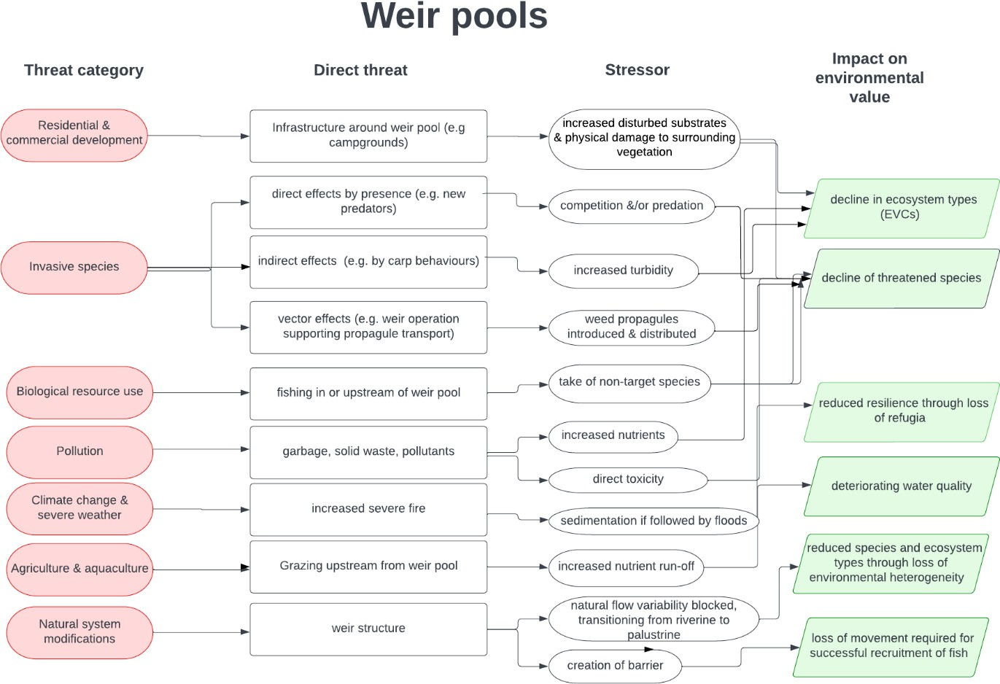 Weir pools
Threat category
Direct threat
Stressor
Impact on
environmental
value
Residential &
commercial development
Infrastructure around weir pool (e.g
campgrounds)
increased disturbed substrates
& physical damage to surrounding
vegetation
decline in ecosystem types
(EVCs)
direct effects by presence (e.g. new
predators)
competition &/or predation
Invasive species
indirect effects (e.g. by carp behaviours)
increased turbidity
decline of threatened species
vector effects (e.g. weir operation
supporting propagule transport)
weed propagules
introduced & distributed
Biological resource use
fishing in or upstream of weir pool
take of non-target species
reduced resilience through loss
of refugia
Pollution
garbage, solid waste, pollutants
increased nutrients
direct toxicity
deteriorating water quality
Climate change &
severe weather
increased severe fire
sedimentation if followed by floods
Agriculture & aquaculture
Grazing upstream from weir pool
increased nutrient run-off
reduced species and ecosystem
types through loss of
environmental heterogeneity
Natural system
modifications
weir structure
natural flow variability blocked,
transitioning from riverine to
palustrine
creation of barrier
loss of movement required for
successful recruitment of fish